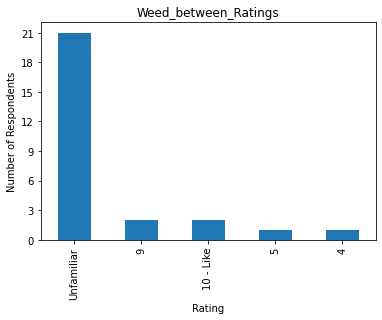 Weed_between_Ratings
Number of Respondents
21
18
15
12
9
6
3
0
Unfamiliar
9
10 - Like
5
4
Rating